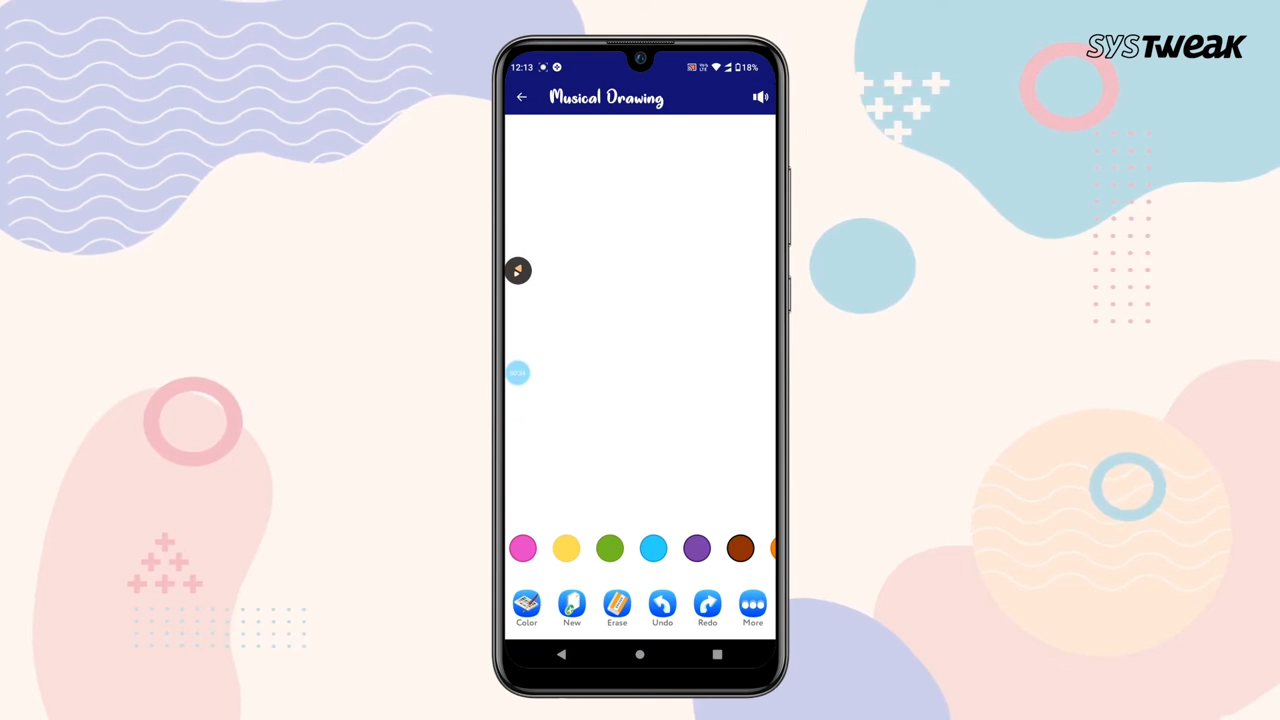 SYSTWEAK
12:13
18%
Musical Drawing
Color
New
Erase
Undo
Redo
More